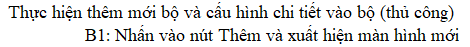 Thực hiện thêm mới bộ và cấu hình chi tiết vào bộ (thủ công)
B1: Nhấn vào nút Thêm và xuất hiện màn hình mới